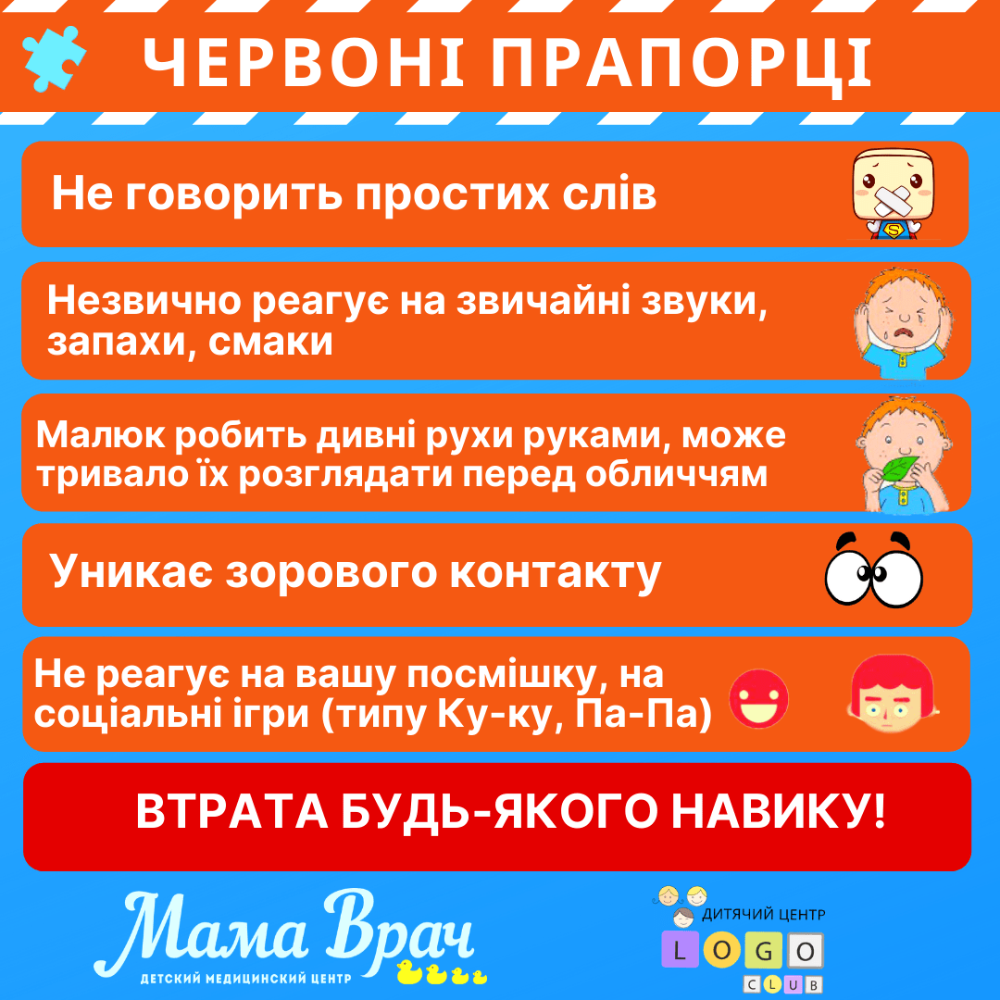 ЧЕРВОНІ ПРАПОРЦІ
Не говорить простих слів
S
Незвично реагує на звичайні звуки,
запахи, смаки
Малюк робить дивні рухи руками, може
тривало їх розглядати перед обличчям
Уникає зорового контакту
Не реагує на вашу посмішку, на
соціальні ігри (типу Ку-ку, Па-Па)
ВТРАТА БУДЬ-ЯКОГО НАВИКУ!
Мама Врач
ДЕТСКИЙ МЕДИЦИНСКИЙ ЦЕНТР
ДИТЯЧИЙ ЦЕНТР
LOGO
CLUB